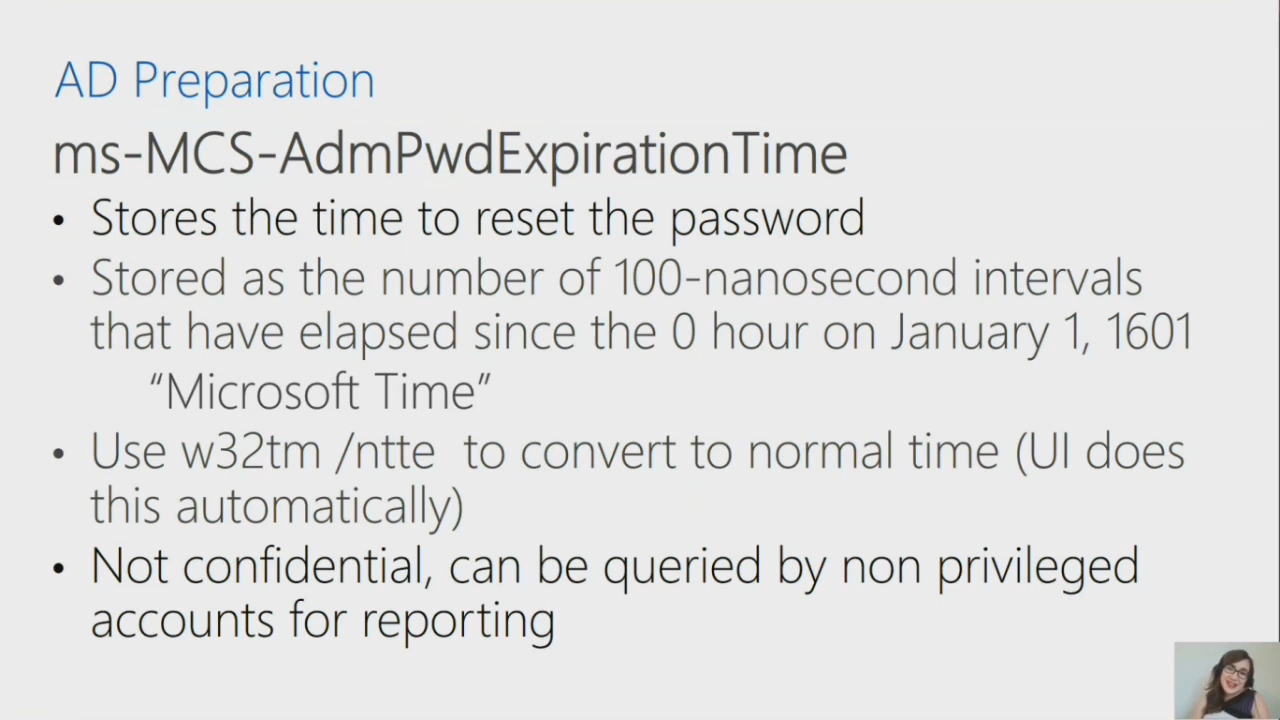 AD Preparation
ms-MCS-AdmPwdExpirationTime
• Stores the time to reset the password
• Stored as the number of 100-nanosecond intervals
that have elapsed since the 0 hour on January 1, 1601
“Microsoft Time”
• Use w32tm /ntte to convert to normal time (UI does
this automatically)
• Not confidential, can be queried by non privileged
accounts for reporting